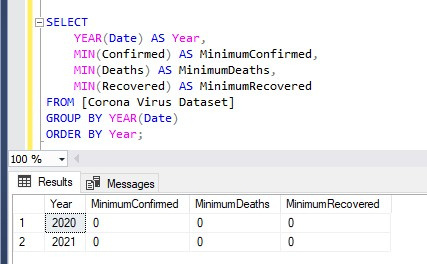 SELECT
YEAR(Date) AS Year,
MIN(Confirmed) AS MinimumConfirmed,
MIN(Deaths) AS MinimumDeaths,
MIN(Recovered) AS MinimumRecovered
FROM [Corona Virus Dataset]
GROUP BY YEAR(Date)
ORDER BY Year;
100 %
Results Messages
Year MinimumConfirmed MinimumDeaths MinimumRecovered
1 2020 0 0 0
2 2021 0 0 0